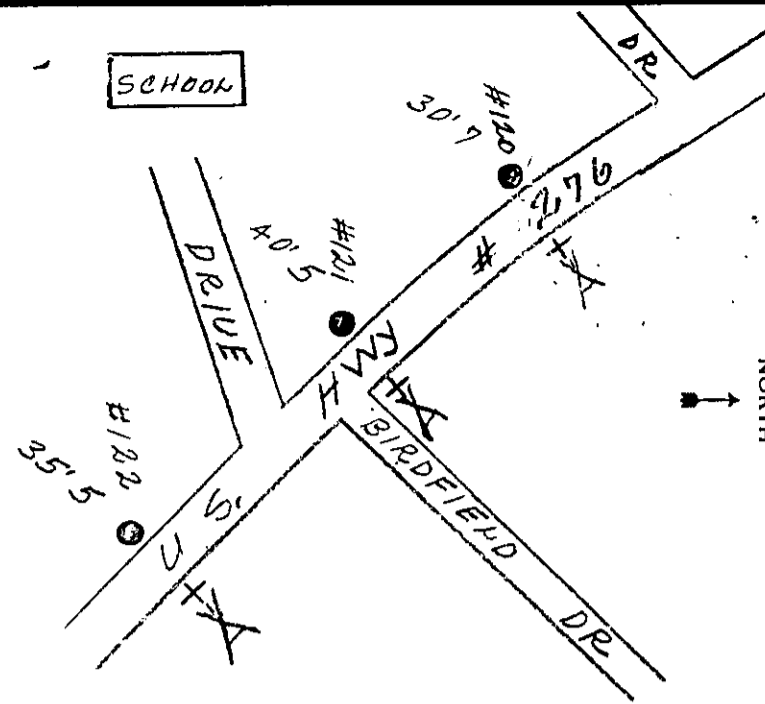 SCHOOL
DR
#120
30'7
U.S. HWY # 276
#121
40'5
DRIVE
NORTH
BIRDFIELD DR
#122
35'5